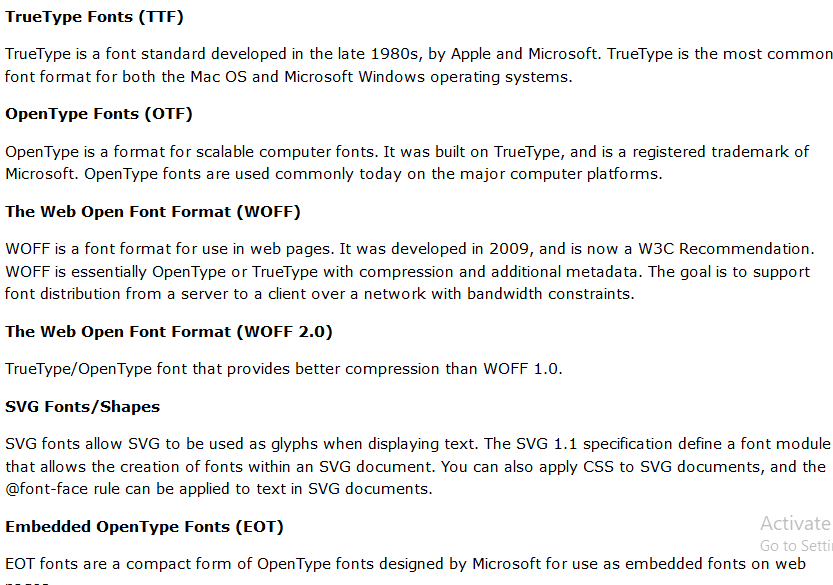 TrueType Fonts (TTF)
TrueType is a font standard developed in the late 1980s, by Apple and Microsoft. TrueType is the most common
font format for both the Mac OS and Microsoft Windows operating systems.
OpenType Fonts (OTF)
OpenType is a format for scalable computer fonts. It was built on TrueType, and is a registered trademark of
Microsoft. OpenType fonts are used commonly today on the major computer platforms.
The Web Open Font Format (WOFF)
WOFF is a font format for use in web pages. It was developed in 2009, and is now a W3C Recommendation.
WOFF is essentially OpenType or TrueType with compression and additional metadata. The goal is to support
font distribution from a server to a client over a network with bandwidth constraints.
The Web Open Font Format (WOFF 2.0)
TrueType/OpenType font that provides better compression than WOFF 1.0.
SVG Fonts/Shapes
SVG fonts allow SVG to be used as glyphs when displaying text. The SVG 1.1 specification define a font module
that allows the creation of fonts within an SVG document. You can also apply CSS to SVG documents, and the
@font-face rule can be applied to text in SVG documents.
Activate
Embedded OpenType Fonts (EOT)
Go to Setti
EOT fonts are a compact form of OpenType fonts designed by Microsoft for use as embedded fonts on web